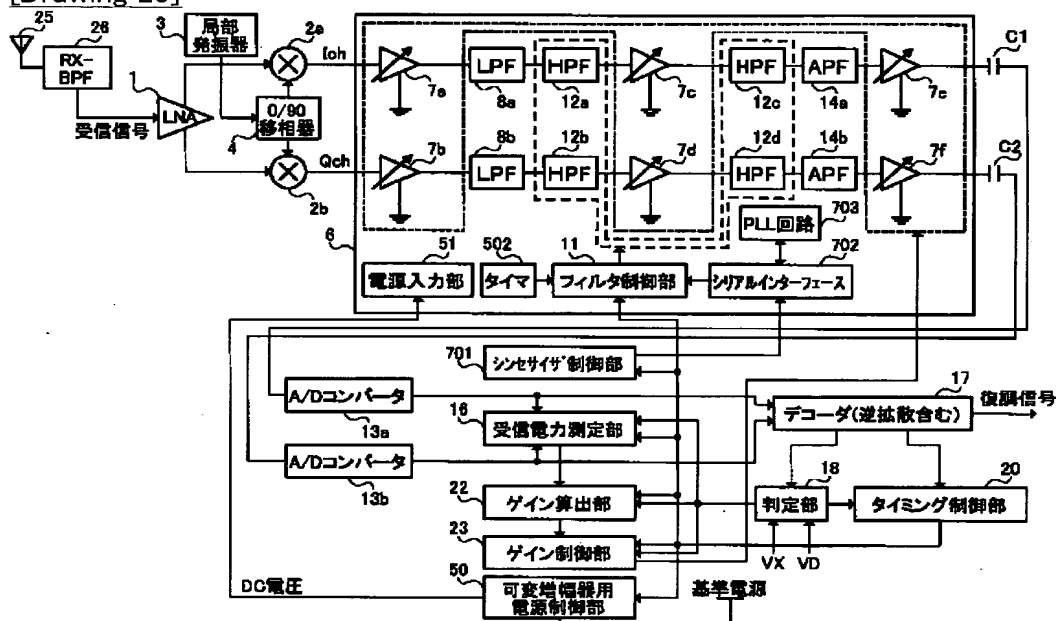 [Drawing 20]
25
26
RX-
BPF
受信信号
1
LNA
3
局部
発振器
2a
Ich
4
0/90
移相器
2b
Qch
6
7a
LPF
8a
HPF
12a
7c
HPF
12c
APF
14a
7e
C1
7b
LPF
8b
HPF
12b
7d
HPF
12d
APF
14b
7f
C2
PLL回路
703
51
電源入力部
502
タイマ
11
フィルタ制御部
702
シリアルインターフェース
701
シンセサイザ制御部
A/Dコンバータ
13a
A/Dコンバータ
13b
16
受信電力測定部
22
ゲイン算出部
23
ゲイン制御部
50
可変増幅器用
電源制御部
DC電圧
17
デコーダ(逆拡散含む)
復調信号
18
判定部
20
タイミング制御部
VX
VD
基準電源